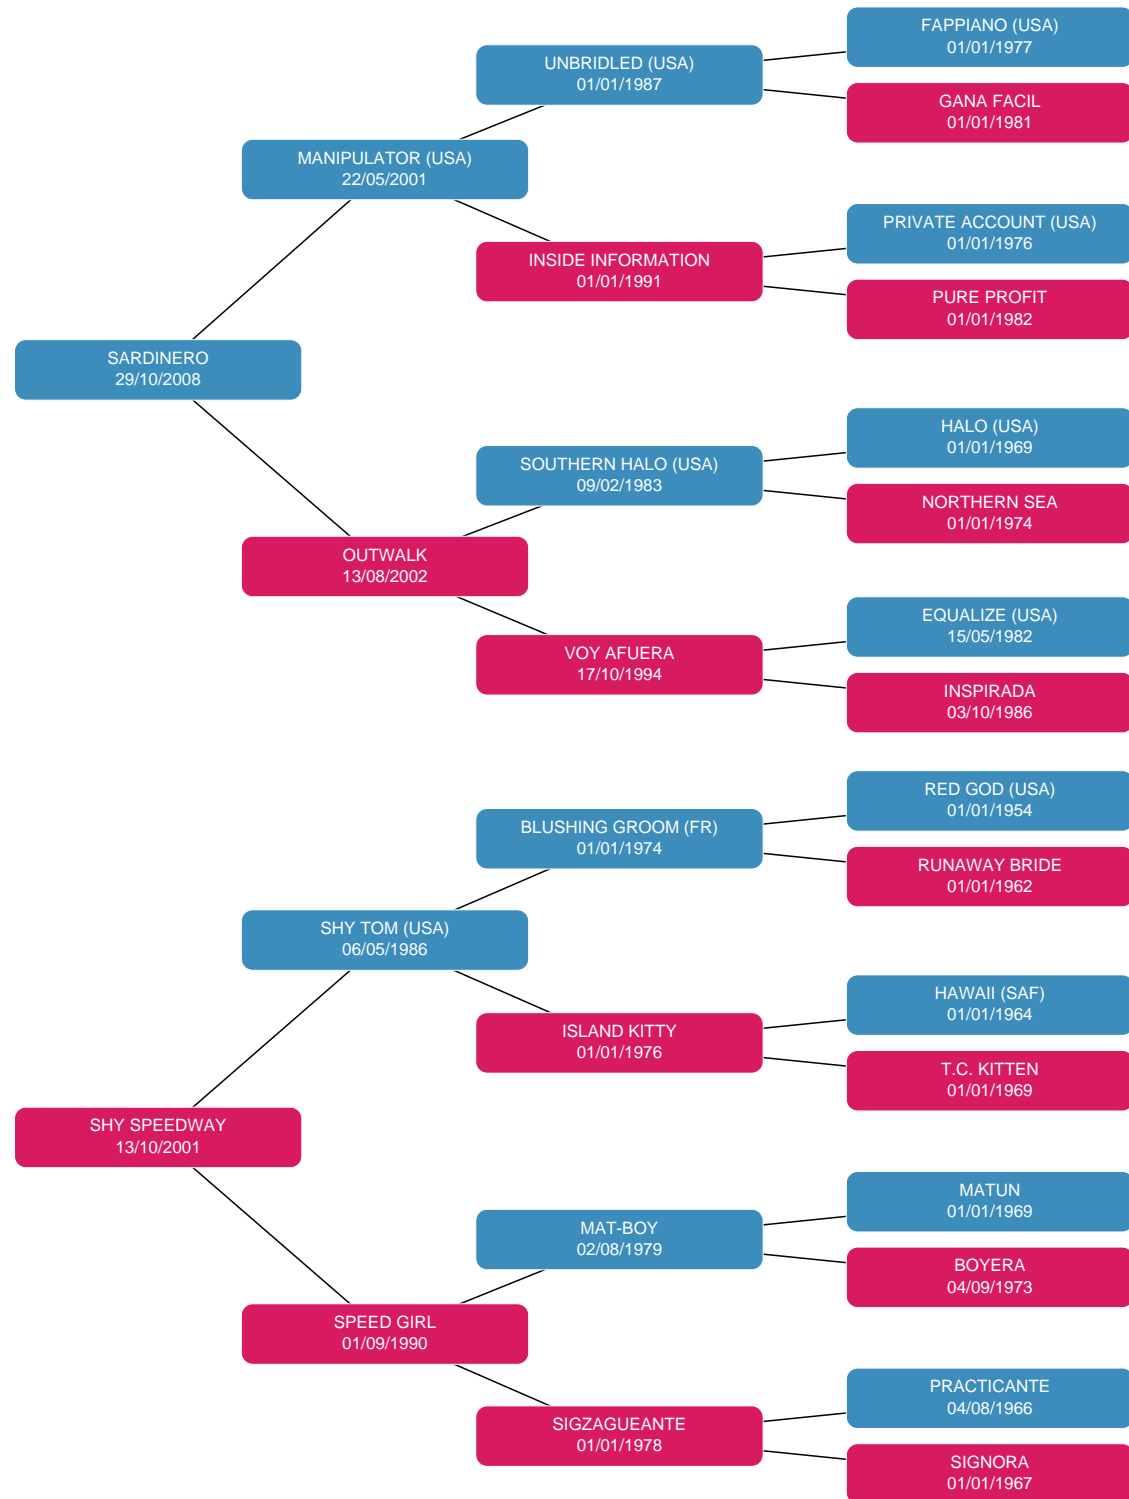 FAPPIANO (USA)
01/01/1977
UNBRIDLED (USA)
01/01/1987
GANA FACIL
01/01/1981
MANIPULATOR (USA)
22/05/2001
PRIVATE ACCOUNT (USA)
01/01/1976
INSIDE INFORMATION
01/01/1991
PURE PROFIT
01/01/1982
SARDINERO
29/10/2008
HALO (USA)
01/01/1969
SOUTHERN HALO (USA)
09/02/1983
NORTHERN SEA
01/01/1974
OUTWALK
13/08/2002
EQUALIZE (USA)
15/05/1982
VOY AFUERA
17/10/1994
INSPIRADA
03/10/1986
RED GOD (USA)
01/01/1954
BLUSHING GROOM (FR)
01/01/1974
RUNAWAY BRIDE
01/01/1962
SHY TOM (USA)
06/05/1986
HAWAII (SAF)
01/01/1964
ISLAND KITTY
01/01/1976
T.C. KITTEN
01/01/1969
SHY SPEEDWAY
13/10/2001
MATUN
01/01/1969
MAT-BOY
02/08/1979
BOYERA
04/09/1973
SPEED GIRL
01/09/1990
PRACTICANTE
04/08/1966
SIGZAGUEANTE
01/01/1978
SIGNORA
01/01/1967